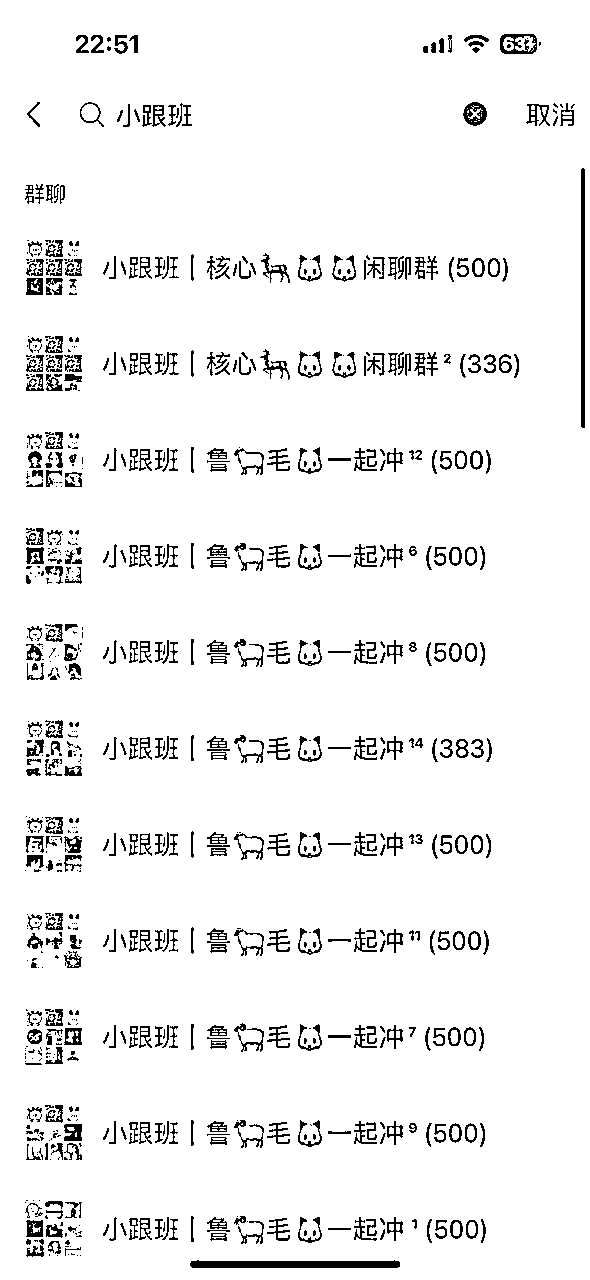 22:51
63
小跟班
取消
群聊
小跟班丨核心🦌🐱🐱闲聊群 (500)
小跟班丨核心🦌🐱🐱闲聊群² (336)
小跟班丨鲁🐑毛🐱一起冲¹² (500)
小跟班丨鲁🐑毛🐱一起冲⁶ (500)
小跟班丨鲁🐑毛🐱一起冲⁸ (500)
小跟班丨鲁🐑毛🐱一起冲¹⁴ (383)
小跟班丨鲁🐑毛🐱一起冲¹³ (500)
小跟班丨鲁🐑毛🐱一起冲¹¹ (500)
小跟班丨鲁🐑毛🐱一起冲⁷ (500)
小跟班丨鲁🐑毛🐱一起冲⁹ (500)
小跟班丨鲁🐑毛🐱一起冲¹ (500)